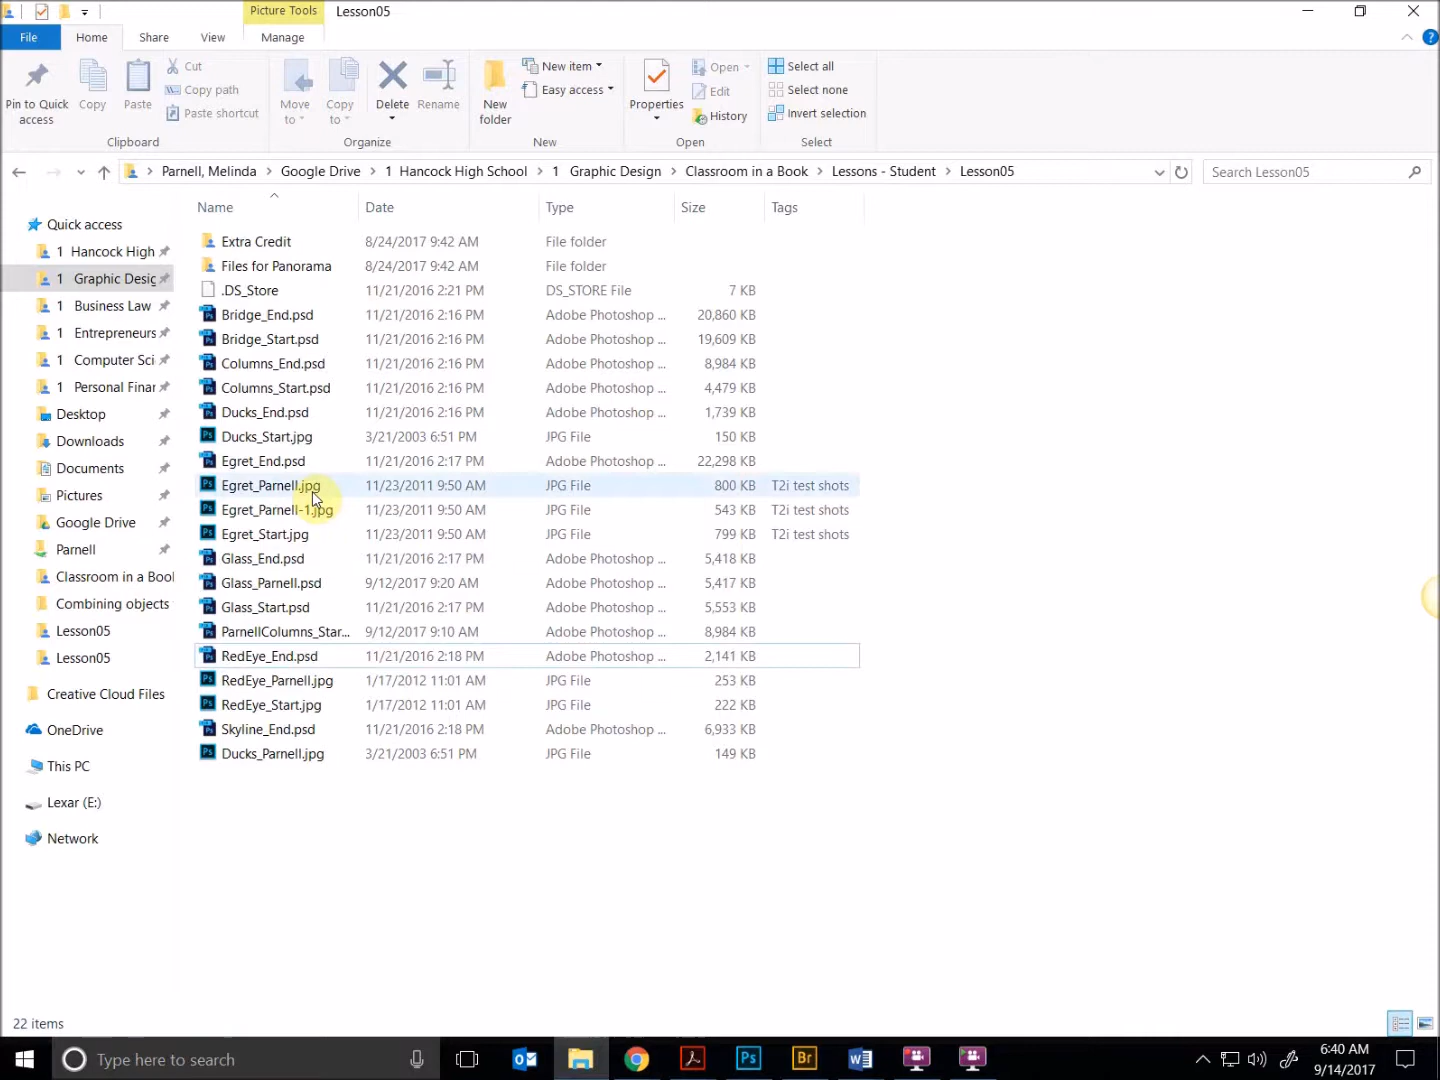 Picture Tools Lesson05
File Home Share View Manage
Pin to Quick access
Copy
Paste
Cut
Copy path
Paste shortcut
Clipboard
Move to
Copy to
Delete
Rename
Organize
New folder
New item
Easy access
New
Properties
Open
Edit
History
Open
Select all
Select none
Invert selection
Select
Parnell, Melinda > Google Drive > 1 Hancock High School > 1 Graphic Design > Classroom in a Book > Lessons - Student > Lesson05
Search Lesson05
Quick access
1 Hancock High
1 Graphic Desig
1 Business Law
1 Entrepreneurs
1 Computer Sci
1 Personal Finar
Desktop
Downloads
Documents
Pictures
Google Drive
Parnell
Classroom in a Bool
Combining objects
Lesson05
Lesson05
Creative Cloud Files
OneDrive
This PC
Lexar (E:)
Network
Name Date Type Size Tags
Extra Credit 8/24/2017 9:42 AM File folder
Files for Panorama 8/24/2017 9:42 AM File folder
.DS_Store 11/21/2016 2:21 PM DS_STORE File 7 KB
Bridge_End.psd 11/21/2016 2:16 PM Adobe Photoshop ... 20,860 KB
Bridge_Start.psd 11/21/2016 2:16 PM Adobe Photoshop ... 19,609 KB
Columns_End.psd 11/21/2016 2:16 PM Adobe Photoshop ... 8,984 KB
Columns_Start.psd 11/21/2016 2:16 PM Adobe Photoshop ... 4,479 KB
Ducks_End.psd 11/21/2016 2:16 PM Adobe Photoshop ... 1,739 KB
Ducks_Start.jpg 3/21/2003 6:51 PM JPG File 150 KB
Egret_End.psd 11/21/2016 2:17 PM Adobe Photoshop ... 22,298 KB
Egret_Parnell.jpg 11/23/2011 9:50 AM JPG File 800 KB T2i test shots
Egret_Parnell-1.jpg 11/23/2011 9:50 AM JPG File 543 KB T2i test shots
Egret_Start.jpg 11/23/2011 9:50 AM JPG File 799 KB T2i test shots
Glass_End.psd 11/21/2016 2:17 PM Adobe Photoshop ... 5,418 KB
Glass_Parnell.psd 9/12/2017 9:20 AM Adobe Photoshop ... 5,417 KB
Glass_Start.psd 11/21/2016 2:17 PM Adobe Photoshop ... 5,553 KB
ParnellColumns_Star... 9/12/2017 9:10 AM Adobe Photoshop ... 8,984 KB
RedEye_End.psd 11/21/2016 2:18 PM Adobe Photoshop ... 2,141 KB
RedEye_Parnell.jpg 1/17/2012 11:01 AM JPG File 253 KB
RedEye_Start.jpg 1/17/2012 11:01 AM JPG File 222 KB
Skyline_End.psd 11/21/2016 2:18 PM Adobe Photoshop ... 6,933 KB
Ducks_Parnell.jpg 3/21/2003 6:51 PM JPG File 149 KB
22 items
Type here to search
Ps
Br
6:40 AM
9/14/2017